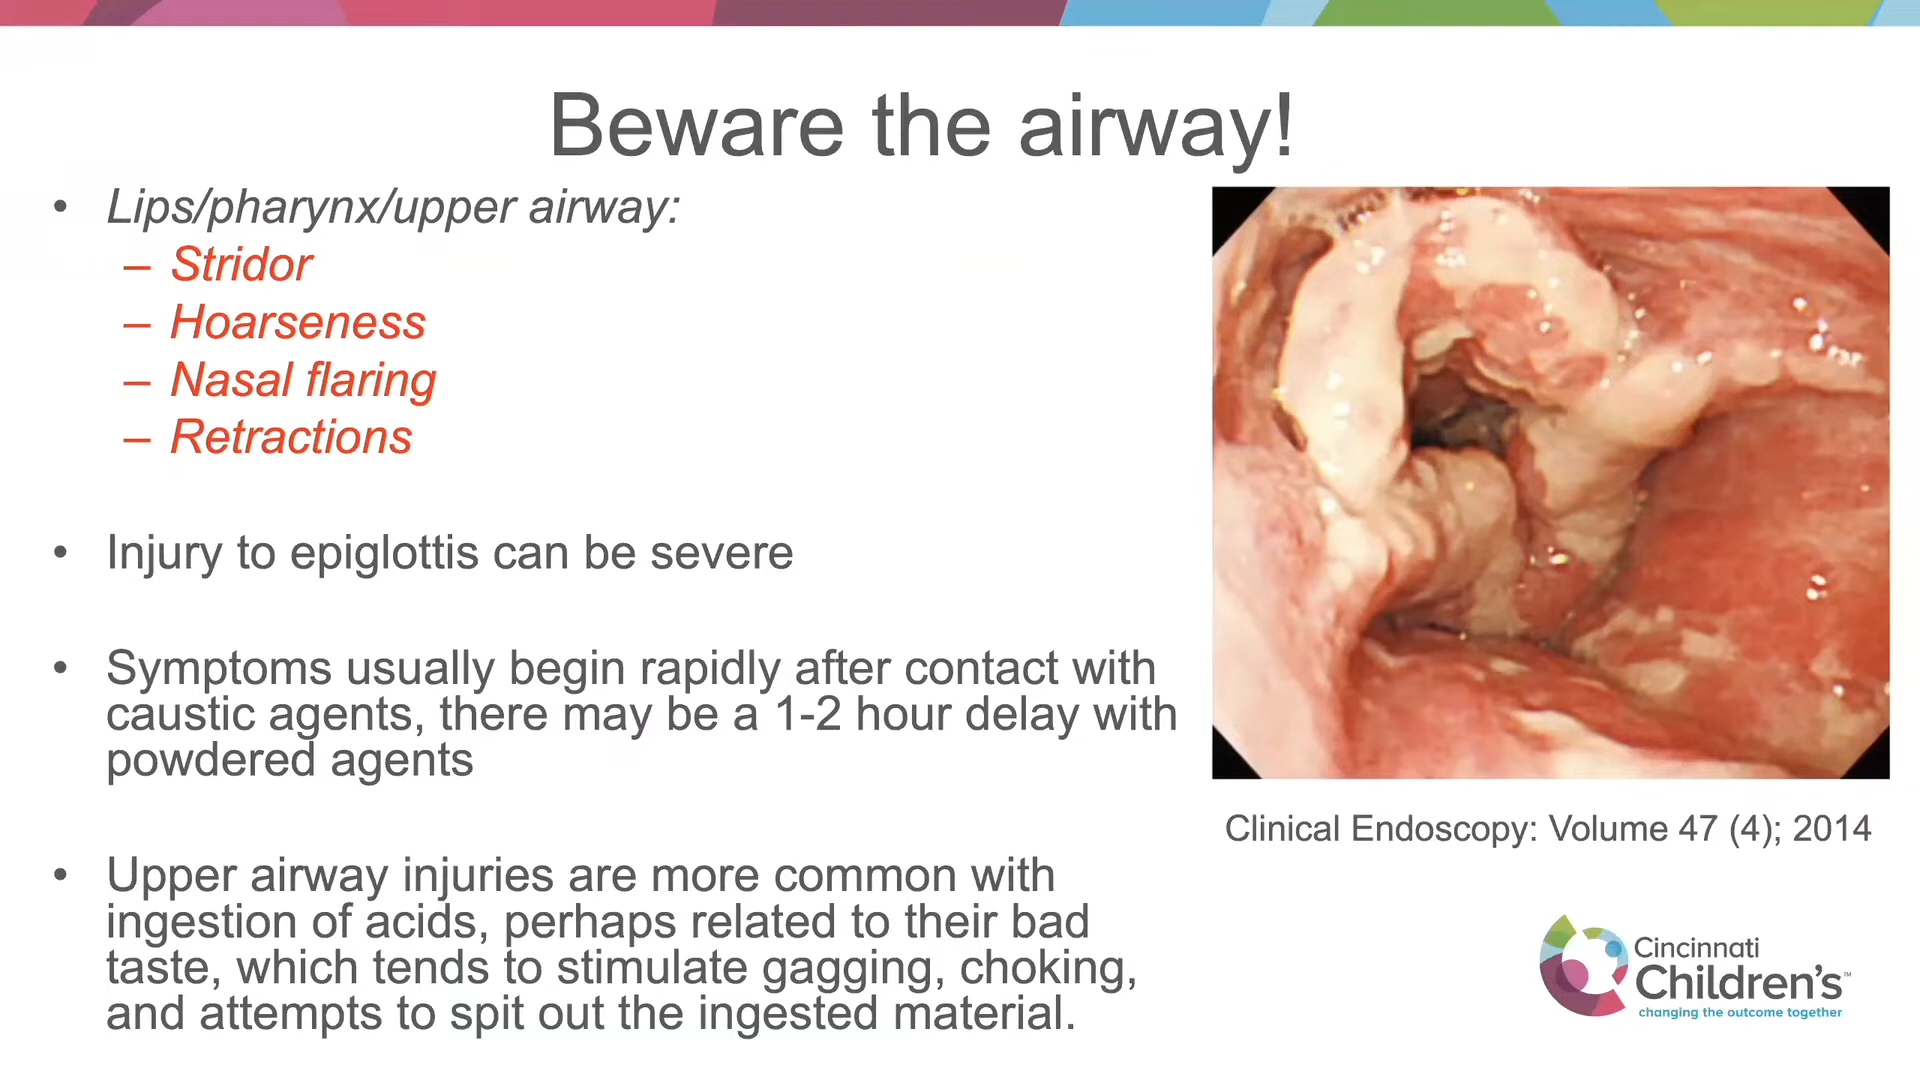 Beware the airway!
• Lips/pharynx/upper airway:
– Stridor
– Hoarseness
– Nasal flaring
– Retractions
• Injury to epiglottis can be severe
• Symptoms usually begin rapidly after contact with
caustic agents, there may be a 1-2 hour delay with
powdered agents
• Upper airway injuries are more common with
ingestion of acids, perhaps related to their bad
taste, which tends to stimulate gagging, choking,
and attempts to spit out the ingested material.
Clinical Endoscopy: Volume 47 (4); 2014
Cincinnati
Children's™
changing the outcome together